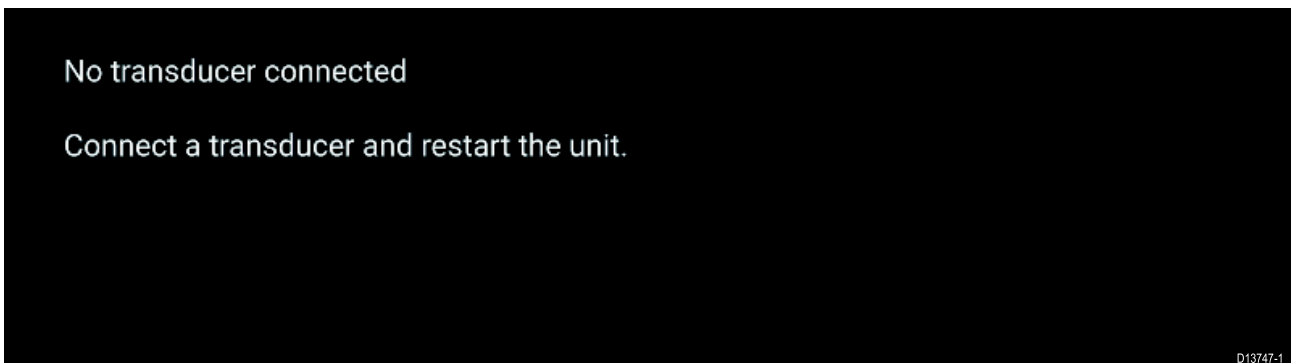 No transducer connected
Connect a transducer and restart the unit.
D13747-1